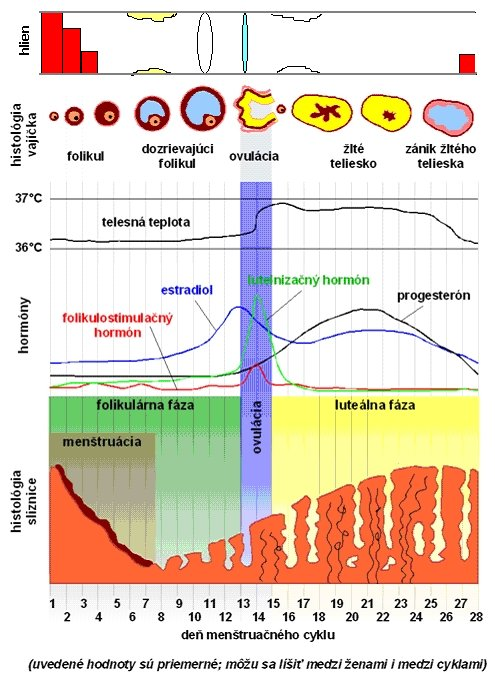 hlien
histológia
vajíčka
folikul
dozrievajúci
folikul
ovulácia
žlté
teliesko
zánik žltého
telieska
37°C
telesná teplota
36°C
hormóny
estradiol
luteinizačný hormón
progesterón
folikulostimulačný
hormón
folikulárna fáza
ovulácia
luteálna fáza
menštruácia
histológia
sliznice
1 3 5 7 9 11 13 15 17 19 21 23 25 27
2 4 6 8 10 12 14 16 18 20 22 24 26 28
deň menštruačného cyklu
(uvedené hodnoty sú priemerné; môžu sa líšiť medzi ženami i medzi cyklami)